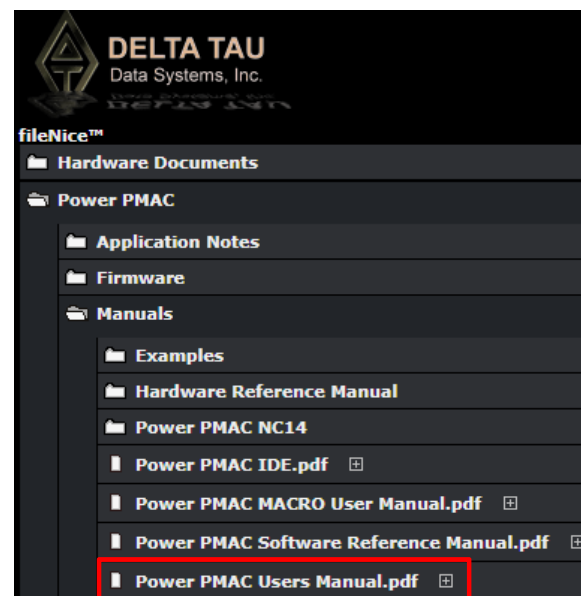 DELTA TAU
Data Systems, Inc.
fileNice™
Hardware Documents
Power PMAC
Application Notes
Firmware
Manuals
Examples
Hardware Reference Manual
Power PMAC NC14
Power PMAC IDE.pdf
Power PMAC MACRO User Manual.pdf
Power PMAC Software Reference Manual.pdf
Power PMAC Users Manual.pdf